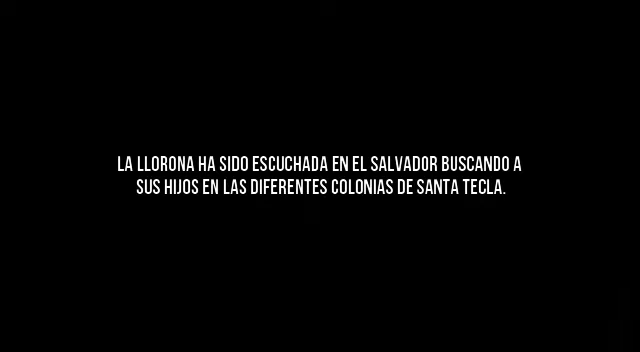 LA LLORONA HA SIDO ESCUCHADA EN EL SALVADOR BUSCANDO A
SUS HIJOS EN LAS DIFERENTES COLONIAS DE SANTA TECLA.